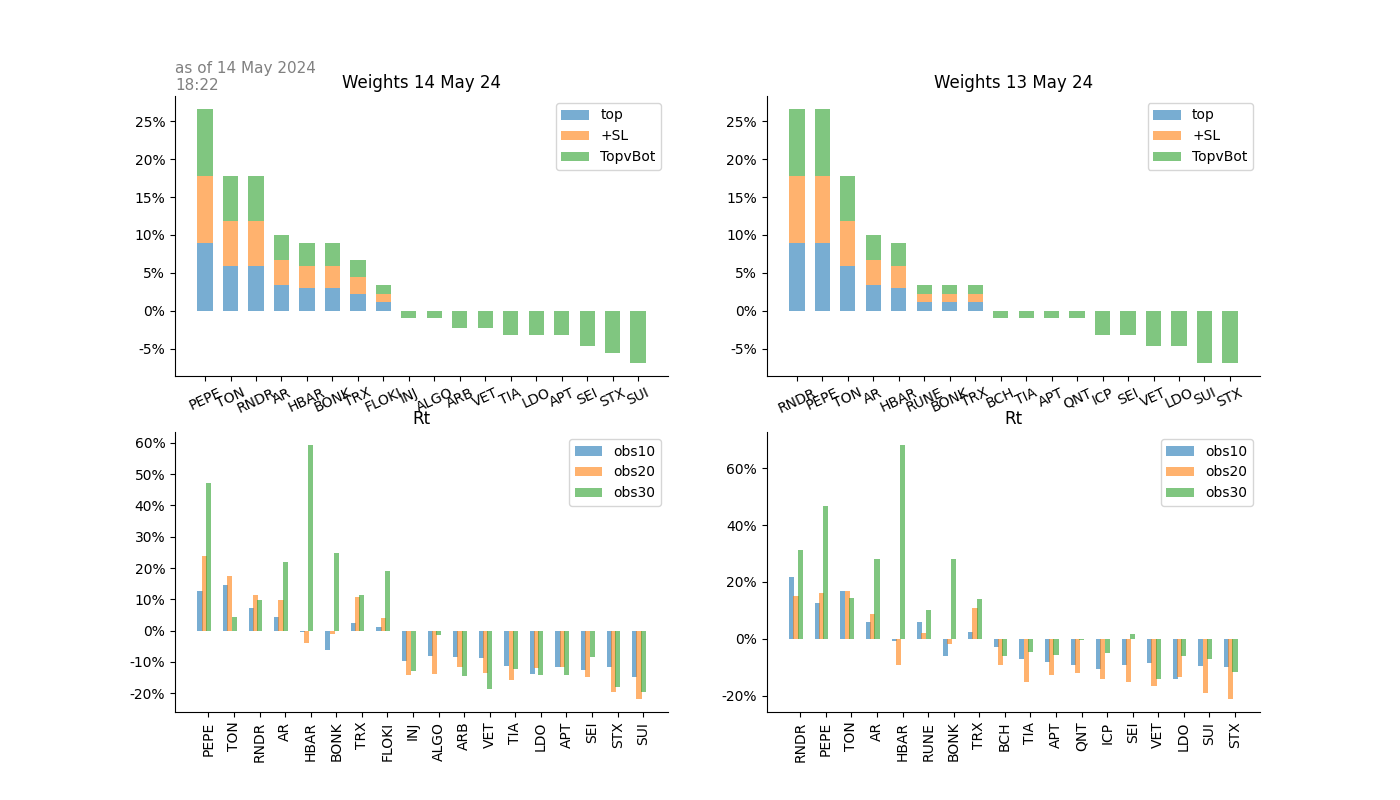 as of 14 May 2024
18:22
Weights 14 May 24
25%
20%
15%
10%
5%
0%
-5%
top
+SL
TopvBot
PEPE TON RNDR AR HBAR BONK TRX FLOKI INJ ALGO ARB VET TIA LDO APT SEI STX SUI
Weights 13 May 24
25%
20%
15%
10%
5%
0%
-5%
top
+SL
TopvBot
RNDR PEPE TON AR HBAR RUNE BONK TRX BCH TIA APT QNT ICP SEI VET LDO SUI STX
Rt
60%
50%
40%
30%
20%
10%
0%
-10%
-20%
obs10
obs20
obs30
PEPE TON RNDR AR HBAR BONK TRX FLOKI INJ ALGO ARB VET TIA LDO APT SEI STX SUI
Rt
60%
40%
20%
0%
-20%
obs10
obs20
obs30
RNDR PEPE TON AR HBAR RUNE BONK TRX BCH TIA APT QNT ICP SEI VET LDO SUI STX